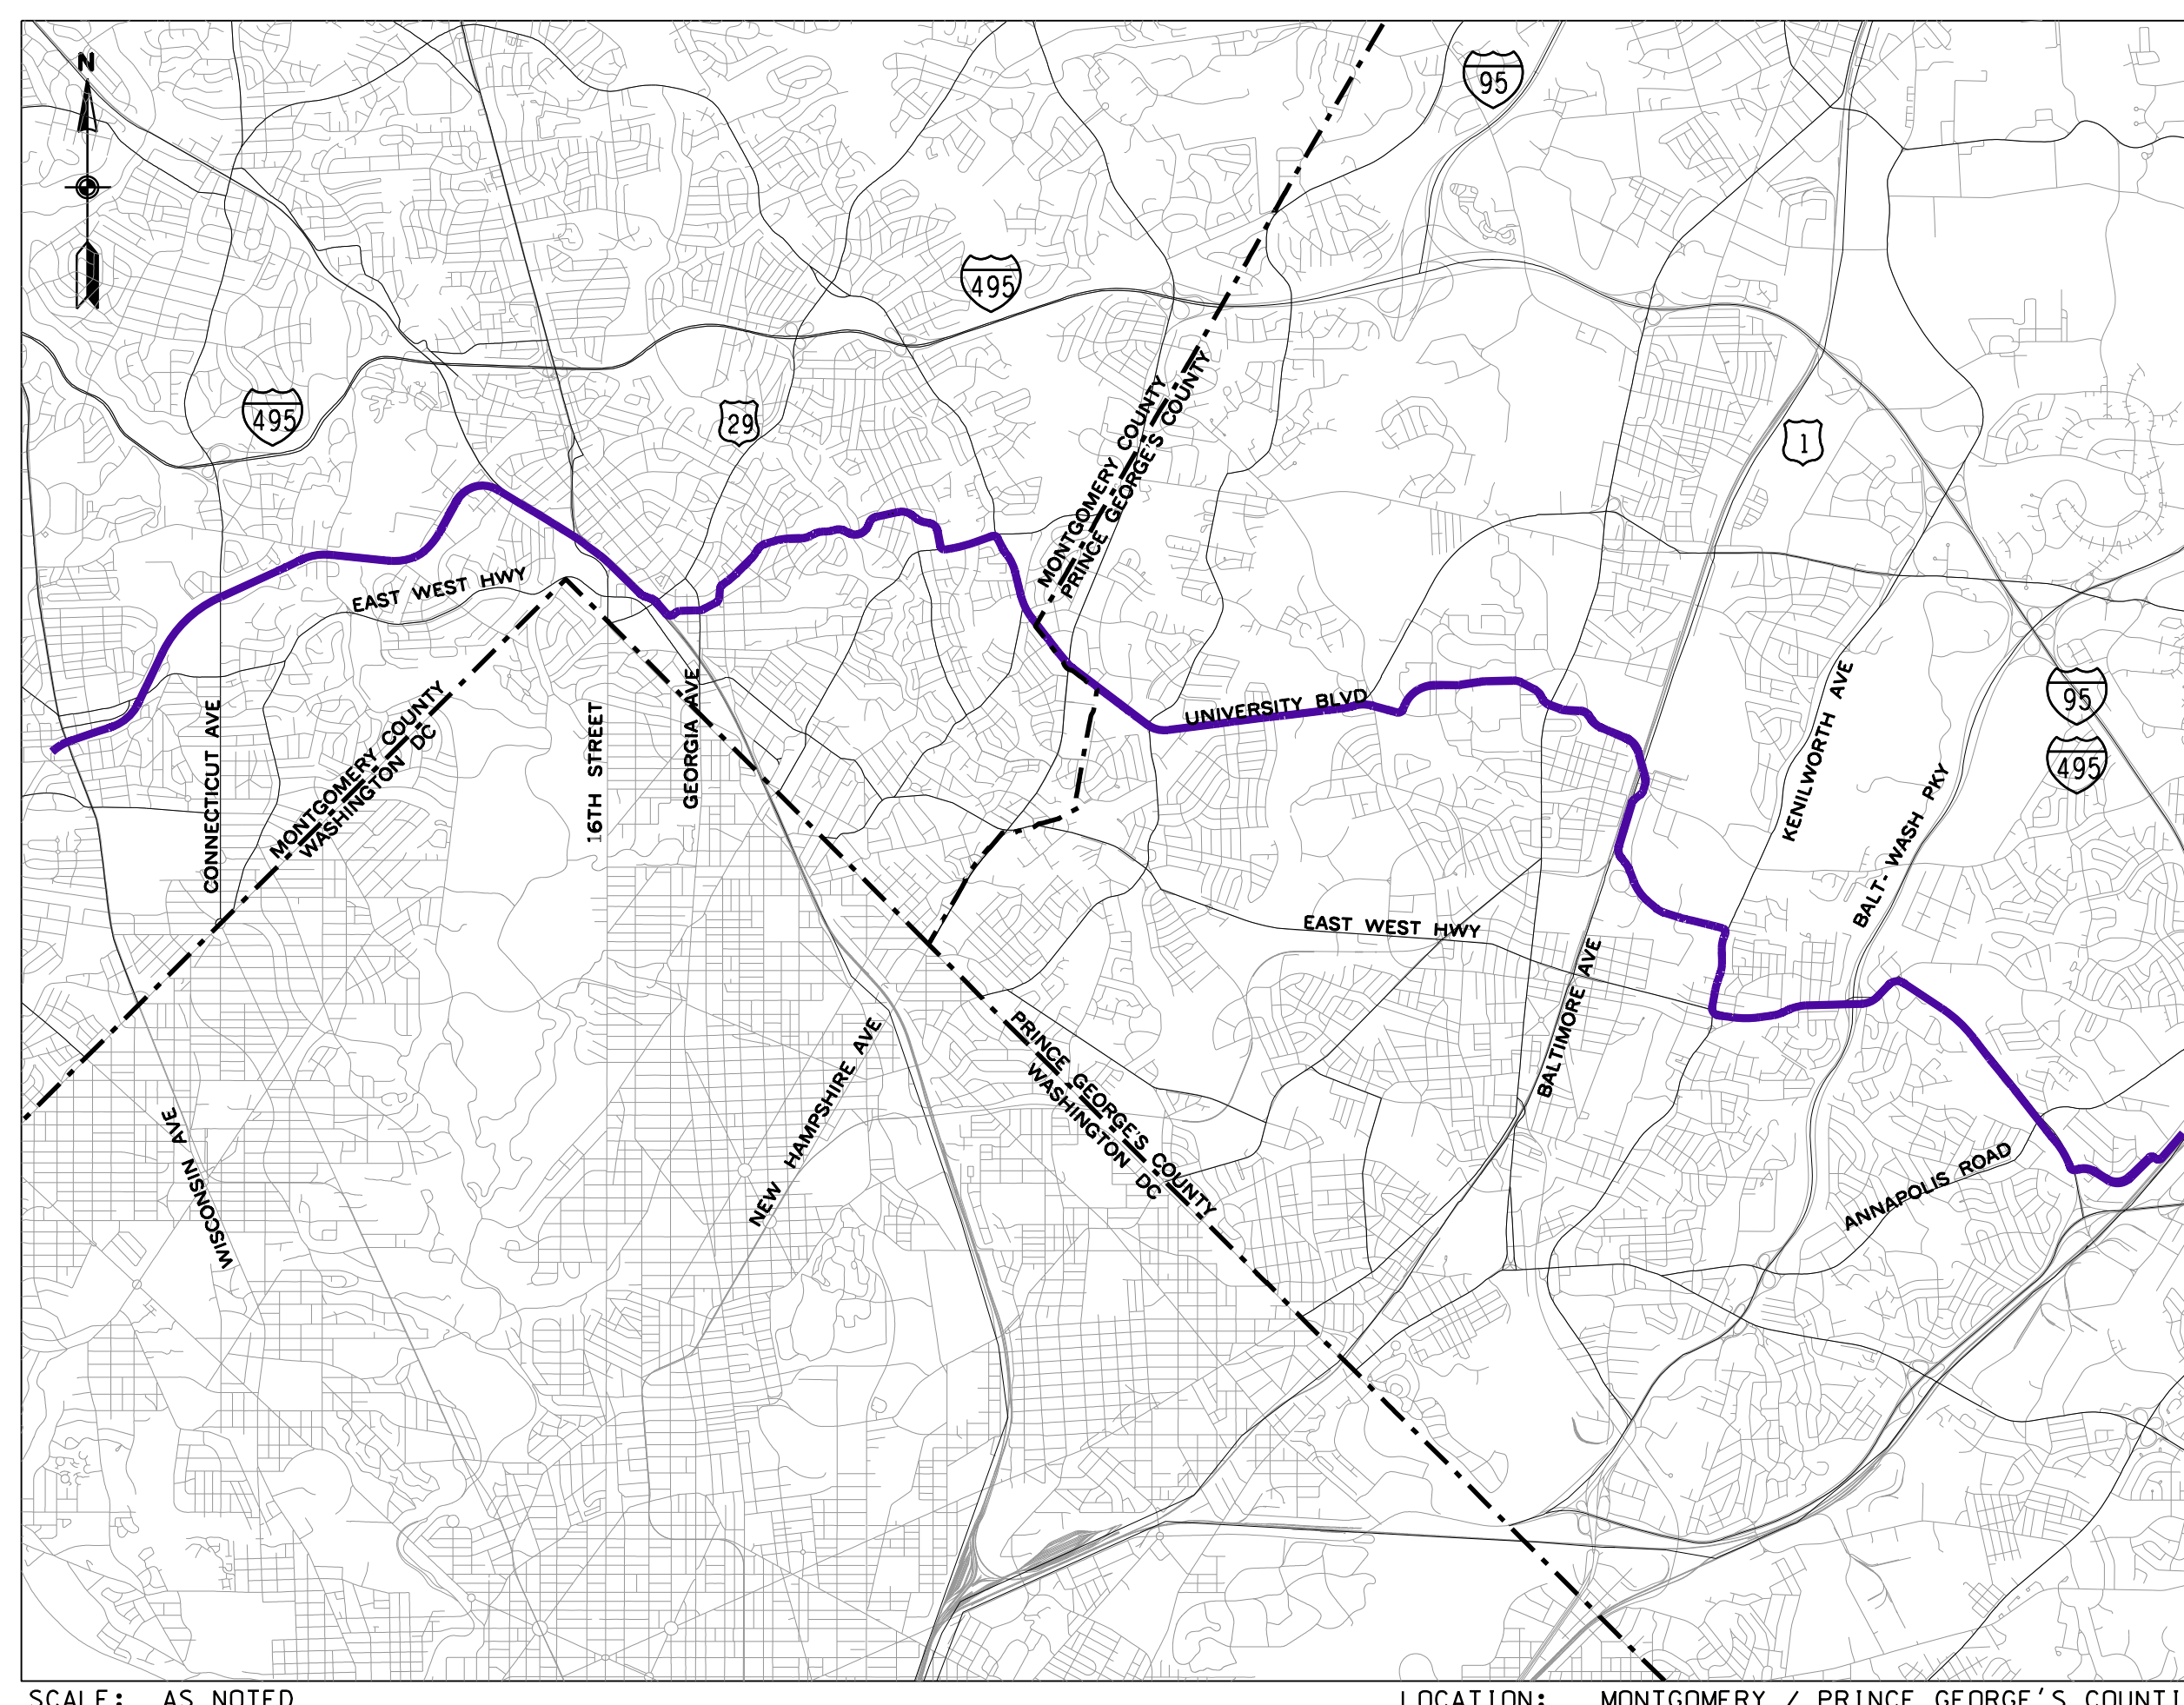 N
95
495
495
29
1
MONTGOMERY COUNTY
PRINCE GEORGE'S COUNTY
EAST WEST HWY
95
495
UNIVERSITY BLVD
CONNECTICUT AVE
MONTGOMERY COUNTY
WASHINGTON DC
16TH STREET
GEORGIA AVE
KENILWORTH AVE
BALT-WASH PKY
EAST WEST HWY
BALTIMORE AVE
NEW HAMPSHIRE AVE
PRINCE GEORGE'S COUNTY
WASHINGTON DC
WISCONSIN AVE
ANNAPOLIS ROAD
SCALE: AS NOTED
LOCATION: MONTGOMERY / PRINCE GEORGE'S COUNTI